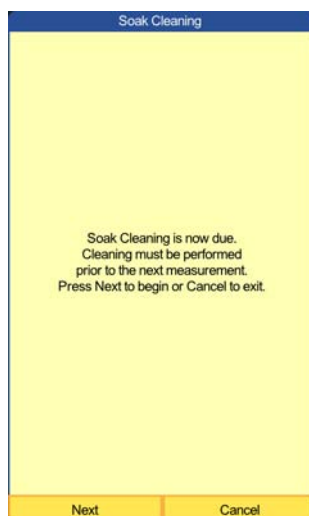 Soak Cleaning
Soak Cleaning is now due.
Cleaning must be performed
prior to the next measurement.
Press Next to begin or Cancel to exit.
Next
Cancel